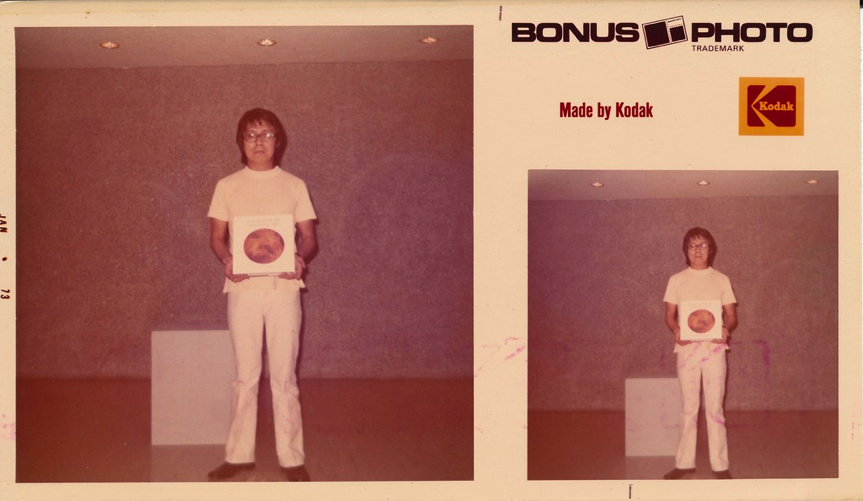 BONUS PHOTO
TRADEMARK
Made by Kodak
Kodak
JAN • 73